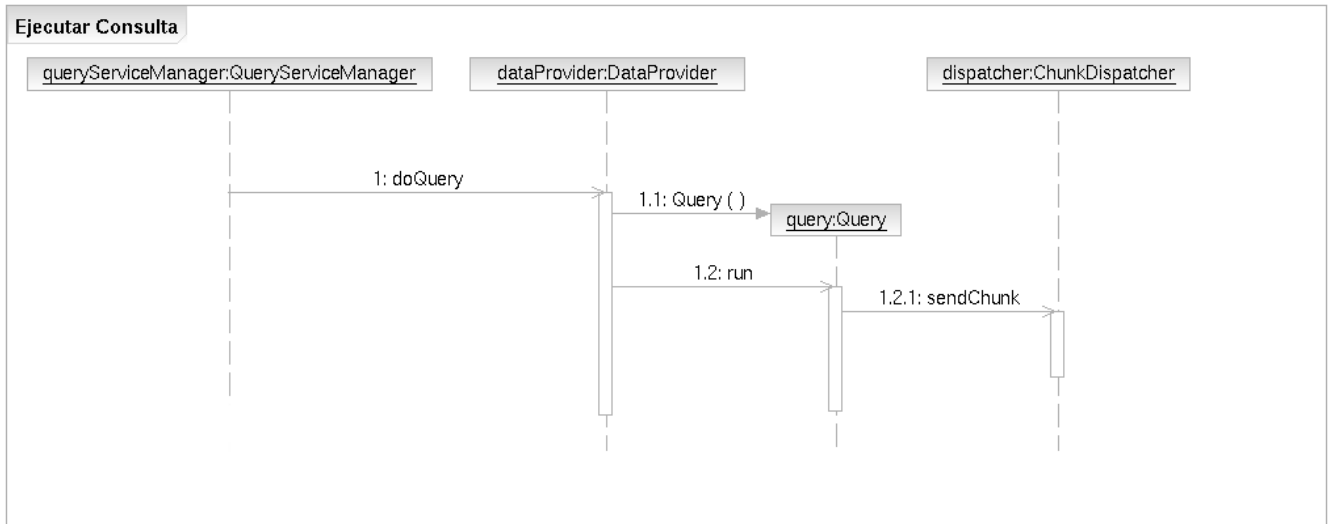 Ejecutar Consulta
queryServiceManager:QueryServiceManager
dataProvider:DataProvider
dispatcher:ChunkDispatcher
1: doQuery
1.1: Query ( )
query:Query
1.2: run
1.2.1: sendChunk